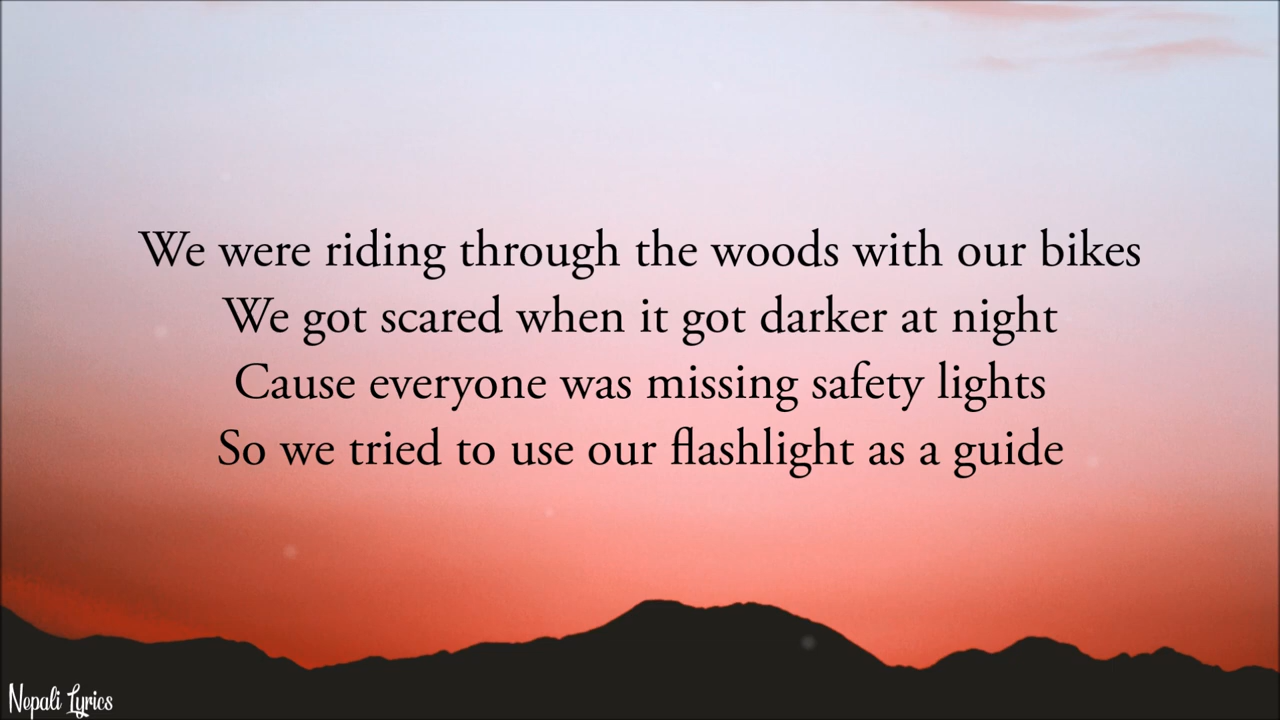 We were riding through the woods with our bikes
We got scared when it got darker at night
Cause everyone was missing safety lights
So we tried to use our flashlight as a guide
Nepali Lyrics